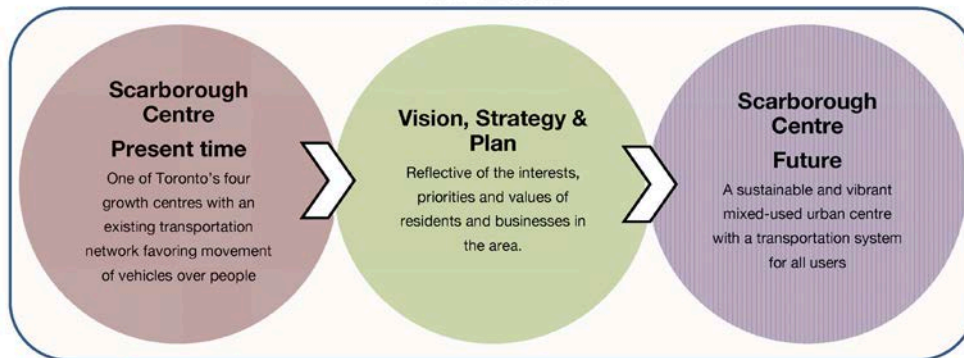 Scarborough
Centre
Present time
One of Toronto's four
growth centres with an
existing transportation
network favoring movement
of vehicles over people
Vision, Strategy &
Plan
Reflective of the interests,
priorities and values of
residents and businesses in
the area.
Scarborough
Centre
Future
A sustainable and vibrant
mixed-used urban centre
with a transportation system
for all users